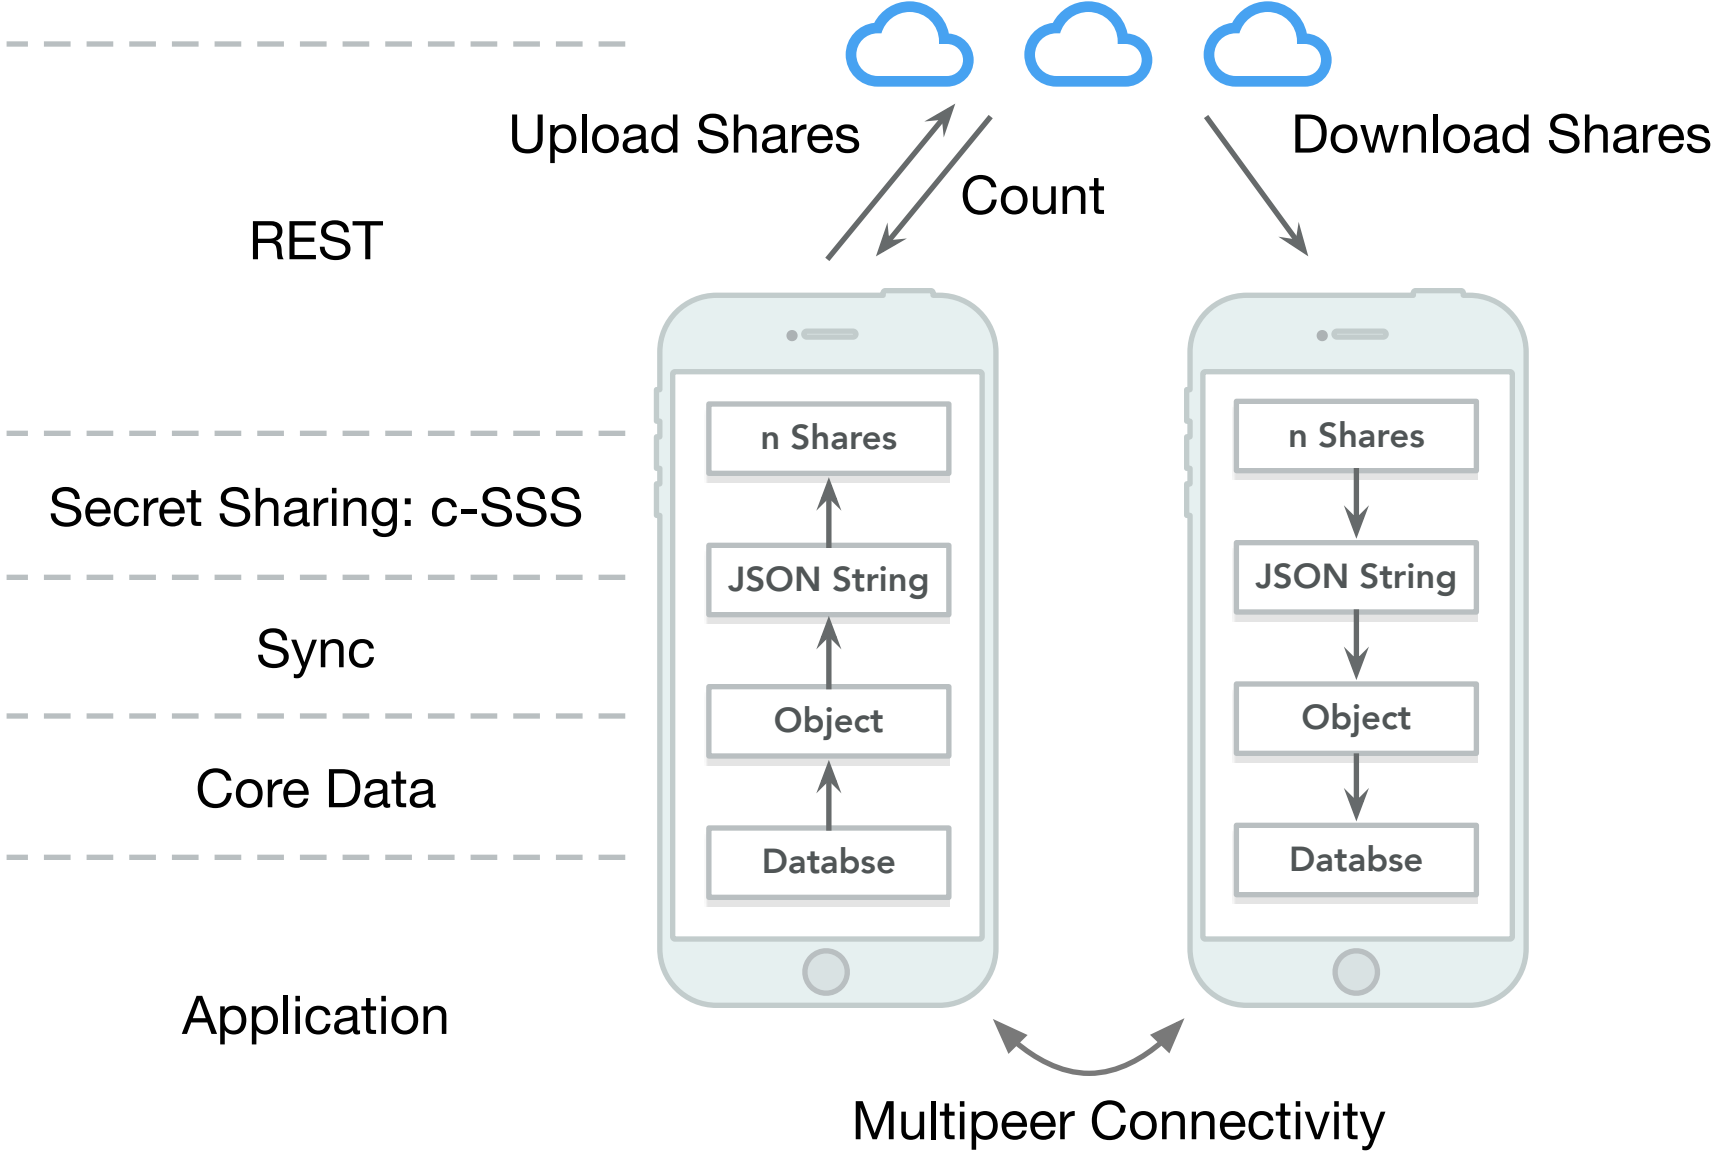 Upload Shares
Download Shares
Count
REST
n Shares
n Shares
Secret Sharing: c-SSS
JSON String
JSON String
Sync
Object
Object
Core Data
Databse
Databse
Application
Multipeer Connectivity